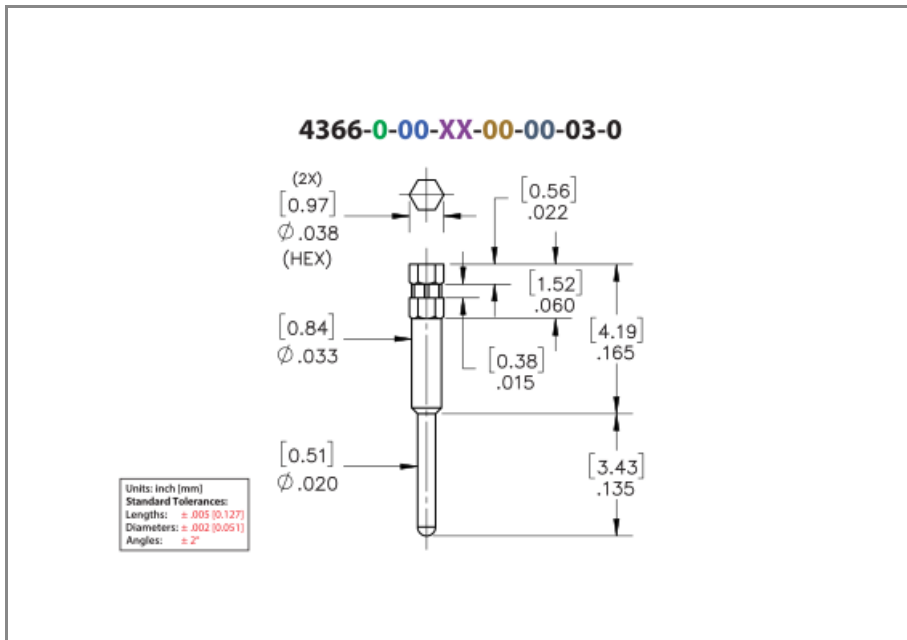 4366-0-00-XX-00-00-03-0
(2X)
[0.97]
Ø.038
(HEX)
[0.56]
.022
[1.52]
.060
[0.84]
Ø.033
[4.19]
.165
[0.38]
.015
[0.51]
Ø.020
[3.43]
.135
Units: inch [mm]
Standard Tolerances:
Lengths: ± .005 [0.127]
Diameters: ± .002 [0.051]
Angles: ± 2°